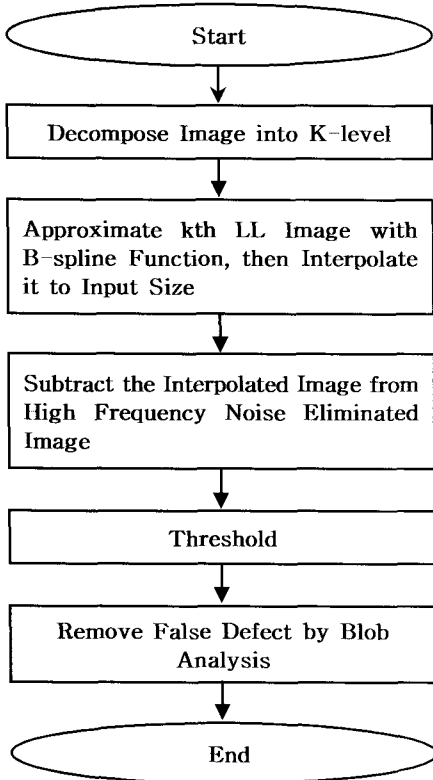 Start
Decompose Image into K-level
Approximate kth LL Image with
B-spline Function, then Interpolate
it to Input Size
Subtract the Interpolated Image from
High Frequency Noise Eliminated
Image
Threshold
Remove False Defect by Blob
Analysis
End